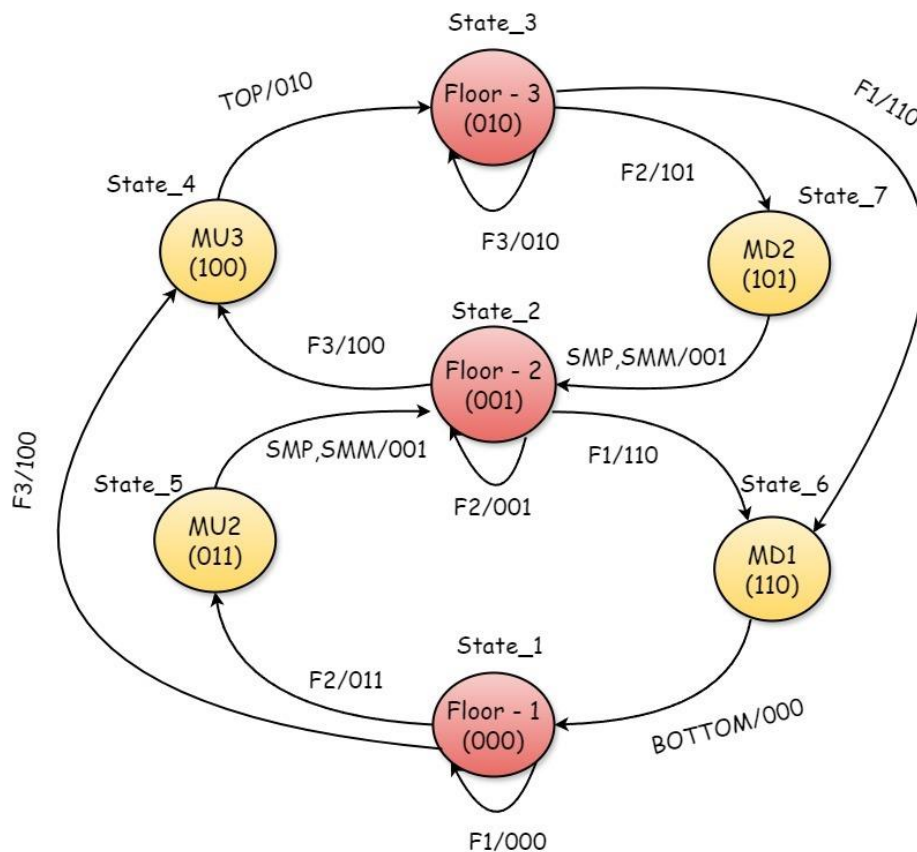 State_3
Floor - 3
(010)
TOP/010
F1/110
F2/101
F3/010
State_4
MU3
(100)
State_7
MD2
(101)
State_2
Floor - 2
(001)
F3/100
SMP,SMM/001
SMP,SMM/001
F1/110
F2/001
F3/100
State_5
MU2
(011)
State_6
MD1
(110)
State_1
Floor - 1
(000)
F2/011
BOTTOM/000
F1/000